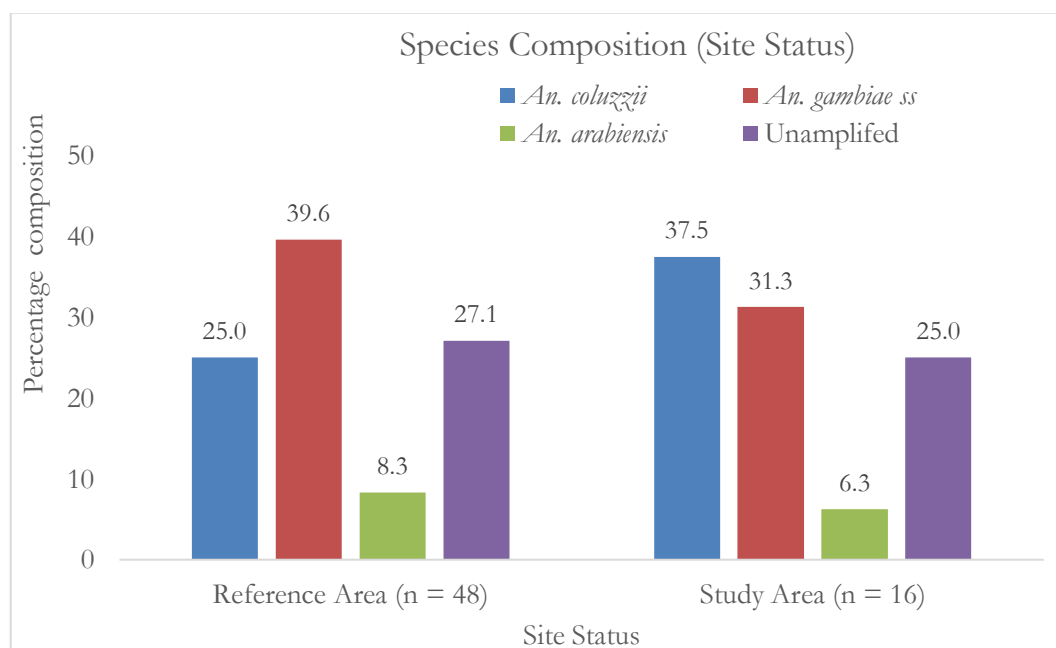 Species Composition (Site Status)
An. coluzzii
An. gambiae ss
An. arabiensis
Unamplifed
Percentage composition
50
40
30
20
10
0
25.0
39.6
8.3
27.1
37.5
31.3
6.3
25.0
Reference Area (n = 48)
Study Area (n = 16)
Site Status